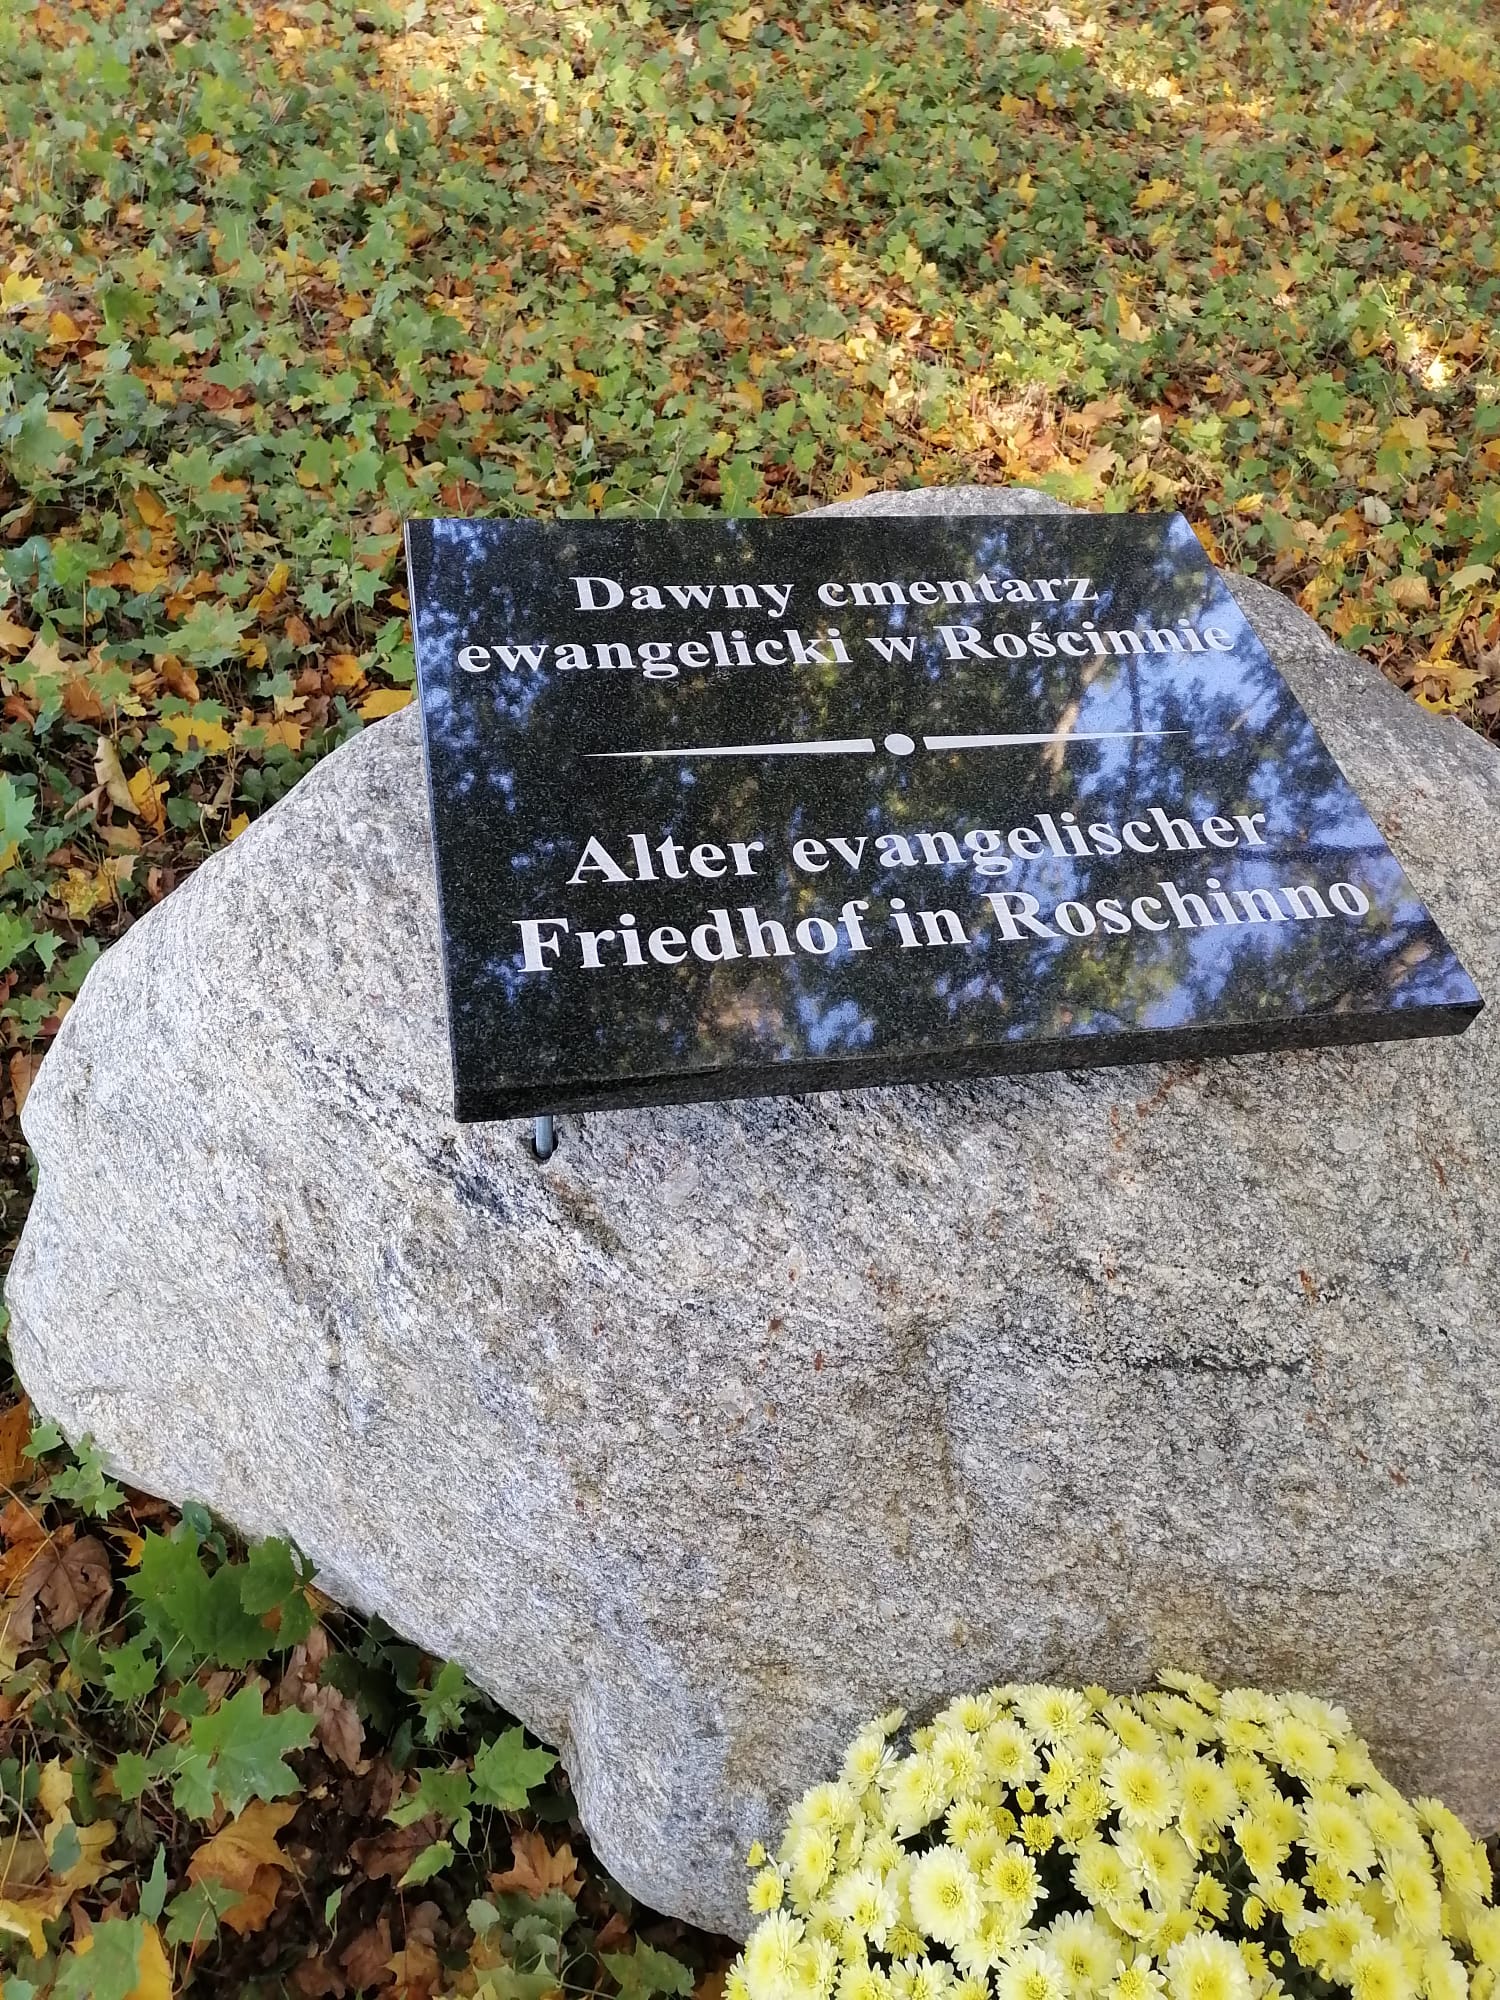 Dawny cmentarz
ewangelicki w Rościnnie
Alter evangelischer
Friedhof in Roschinno